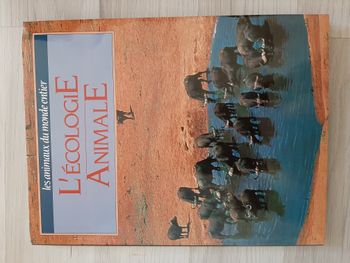 les animaux du monde entier
L'ÉCOLOGIE
ANIMALE